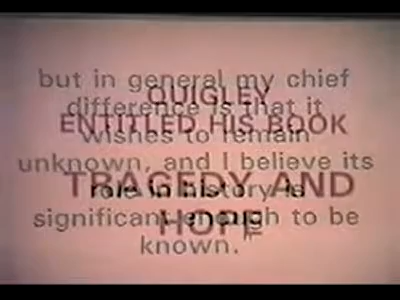 but in general my chief
difference is that it
wishes to remain
unknown, and I believe its
role in history is
significant enough to be
known.
QUIGLEY
ENTITLED HIS BOOK
TRAGEDY AND
HOPE